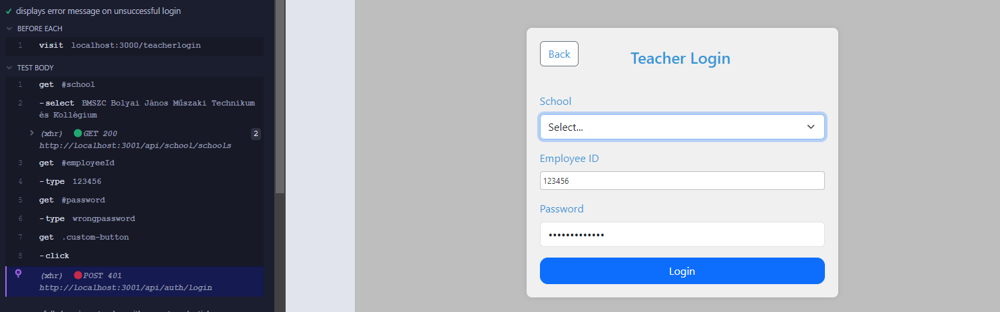 displays error message on unsuccessful login
BEFORE EACH
1 visit localhost:3000/teacherlogin
TEST BODY
1 get #school
2 -select BMSZC Bolyai János Műszaki Technikum
és Kollégium
(xhr) GET 200
http://localhost:3001/api/school/schools
2
3 get #employeeId
4 -type 123456
5 get #password
6 -type wrongpassword
7 get .custom-button
8 -click
(xhr) POST 401
http://localhost:3001/api/auth/login
Back
Teacher Login
School
Select...
Employee ID
123456
Password
•••••••••••••
Login